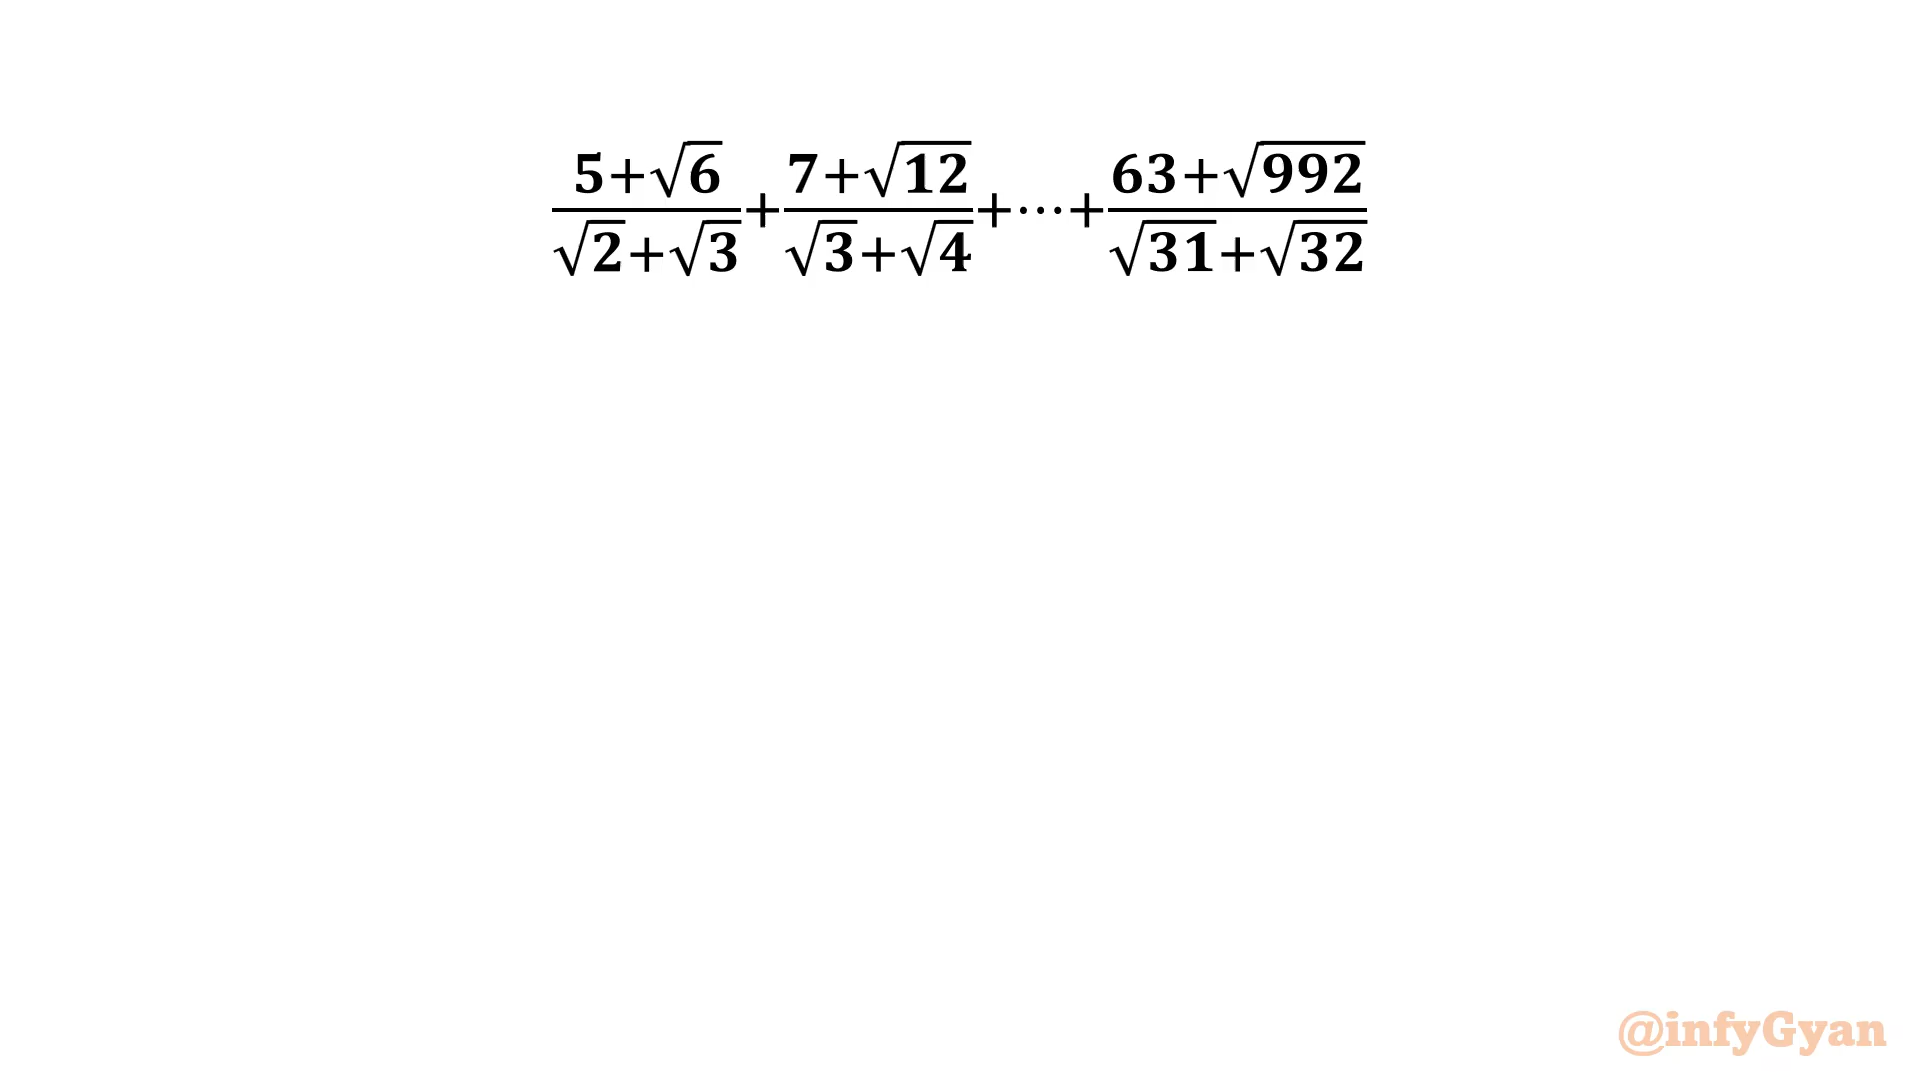 5+√6/√2+√3 + 7+√12/√3+√4 + ⋯ + 63+√992/√31+√32
@infyGyan